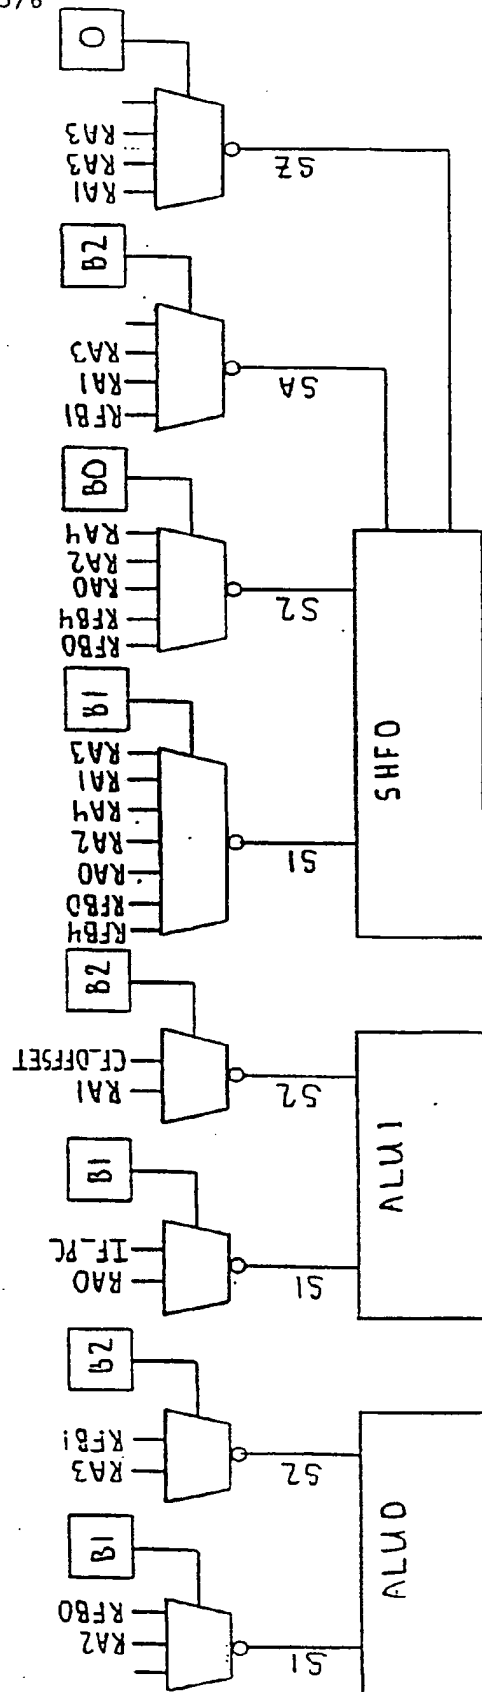 0
RA3
RA3
RA1
SZ
B2
RA3
RA1
RFB1
SA
B0
RA4
RA2
RA0
RFB4
RFB0
S2
B1
RA3
RA1
RA4
RA2
RA0
RFB0
RFB4
S1
SHF0
B2
CF_OFFSET
RA1
S2
B1
IF_PC
RA0
S1
ALU1
B2
RFB1
RA3
S2
B1
RFB0
RA2
S1
ALU0